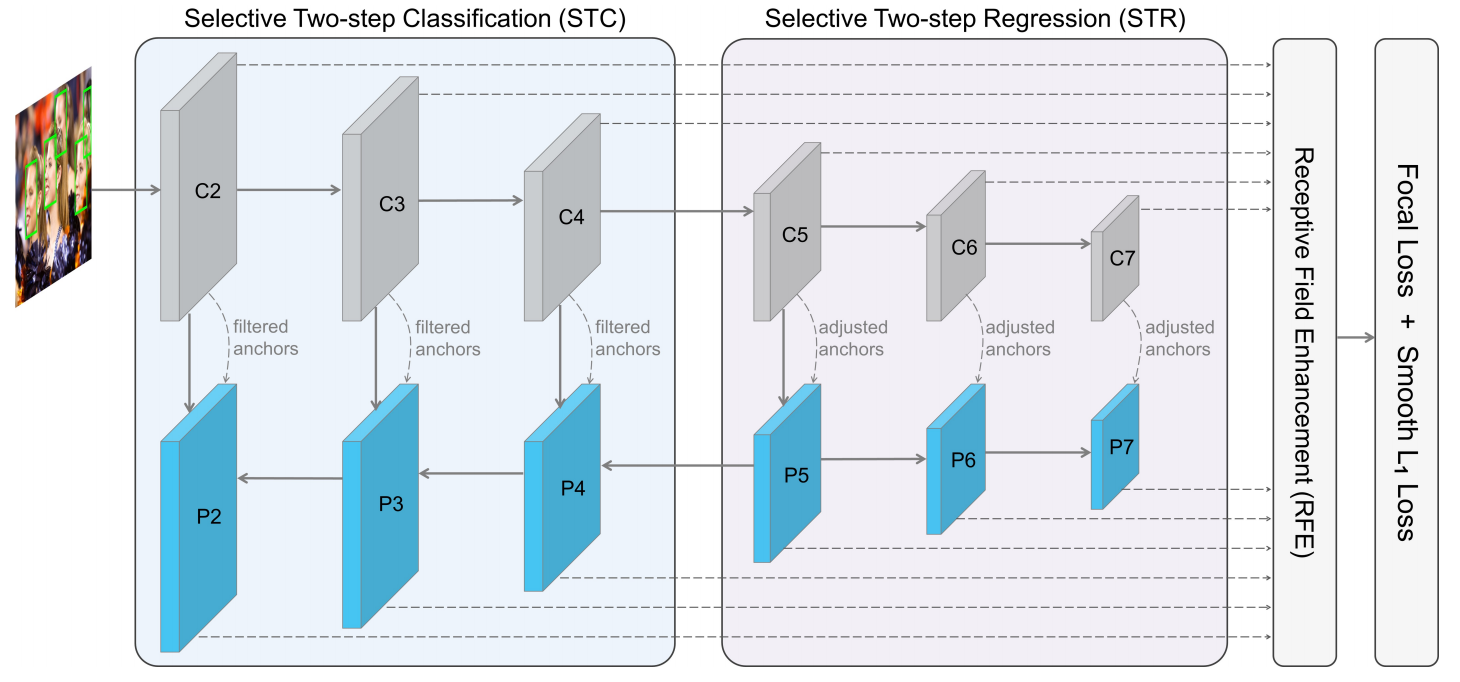 Selective Two-step Classification (STC)
Selective Two-step Regression (STR)
C2
C3
C4
C5
C6
C7
filtered
anchors
filtered
anchors
filtered
anchors
adjusted
anchors
adjusted
anchors
adjusted
anchors
P2
P3
P4
P5
P6
P7
Receptive Field Enhancement (RFE)
Focal Loss + Smooth L₁ Loss